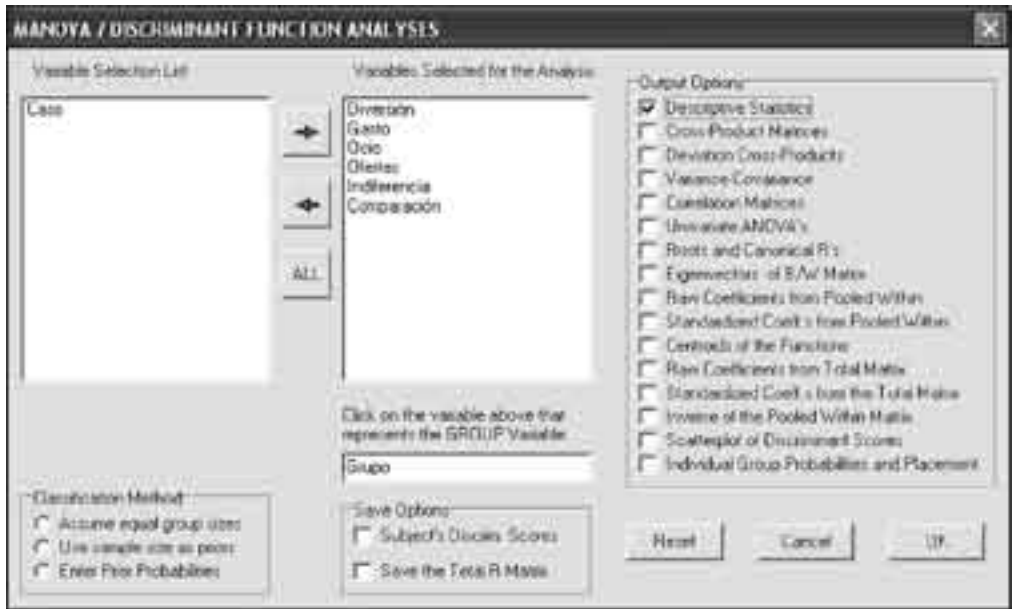 MANOVA / DISCRIMINANT FUNCTION ANALYSIS
Variable Selection List
Caso
ALL
Variables Selected for the Analysis
Diversión
Gasto
Ocio
Ofertas
Indiferencia
Comparación
Click on the variable above that
represents the GROUP Variable
Grupo
Output Options
Descriptive Statistics
Cross-Product Matrices
Deviation Cross-Products
Variance-Covariance
Correlation Matrices
Univariate ANOVA's
Roots and Canonical R's
Eigenvectors of B/W Matrix
Raw Coefficients from Pooled Within
Standardized Coeff.s from Pooled Within
Centroids of the Functions
Raw Coefficients from Total Matrix
Standardized Coeff.s from the Total Matrix
Inverse of the Pooled Within Matrix
Scatterplot of Discriminant Scores
Individual Group Probabilities and Placement
Classification Method
Assume equal group sizes
Use sample size as priors
Enter Prior Probabilities
Save Options
Subject's Discrim. Scores
Save the Total R Matrix
Reset
Cancel
OK